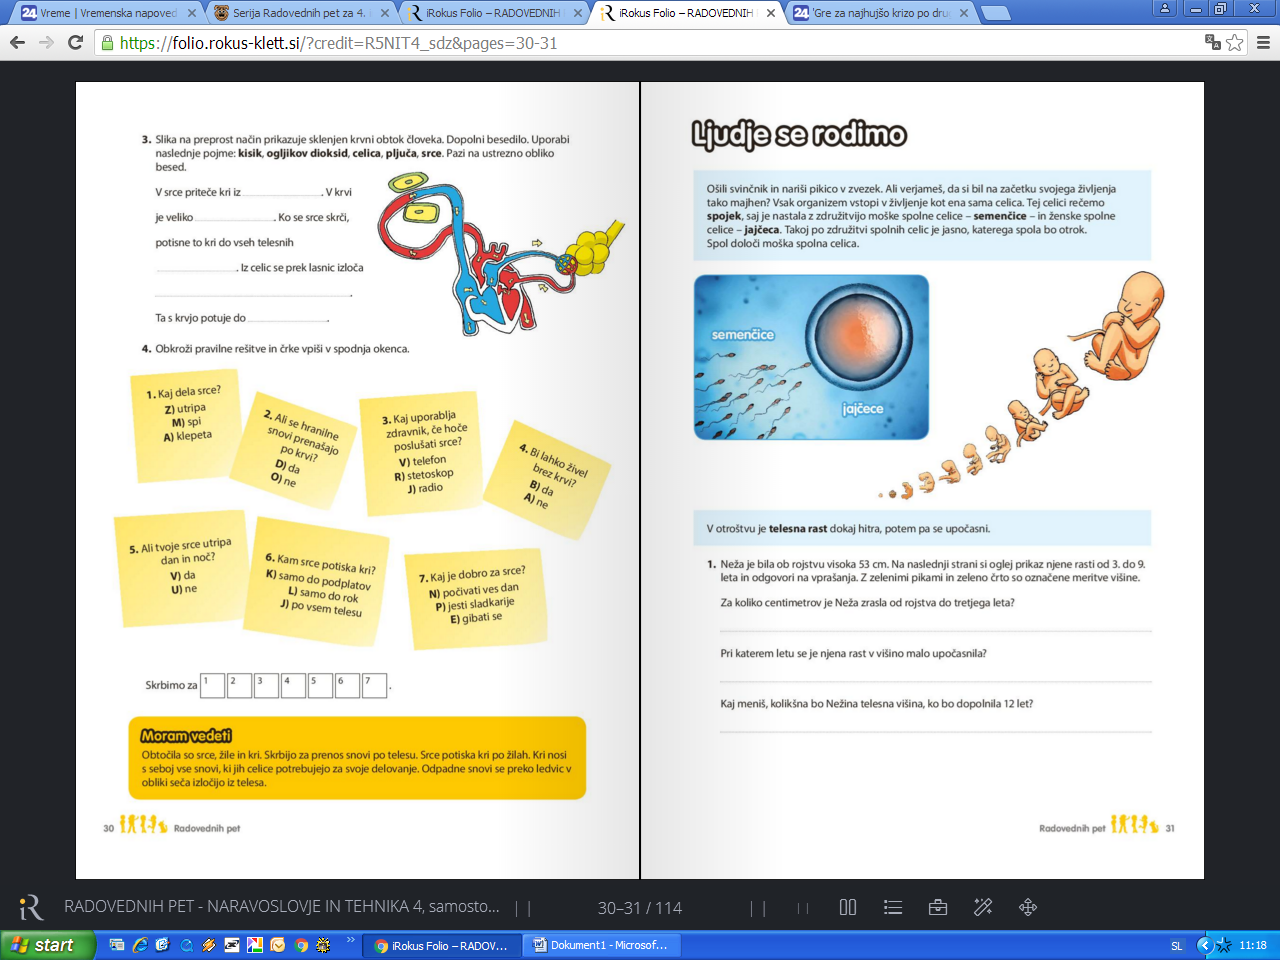 Vreme | Vremenska napoved
Serija Radovednih pet za 4.
iRokus Folio – RADOVEDNIH
iRokus Folio – RADOVEDNIH
'Gre za najhujšo krizo po dru
https://folio.rokus-klett.si/?credit=R5NIT4_sdz&pages=30-31
3. Slika na preprost način prikazuje sklenjen krvni obtok človeka. Dopolni besedilo. Uporabi
naslednje pojme: kisik, ogljikov dioksid, celica, pljuča, srce. Pazi na ustrezno obliko
besed.
V srce priteče kri iz . V krvi
je veliko . Ko se srce skrči,
potisne to kri do vseh telesnih
. Iz celic se prek lasnic izloča
.
Ta s krvjo potuje do .
4. Obkroži pravilne rešitve in črke vpiši v spodnja okenca.
1. Kaj dela srce?
Z) utripa
M) spi
A) klepeta
2. Ali se hranilne
snovi prenašajo
po krvi?
D) da
O) ne
3. Kaj uporablja
zdravnik, če hoče
poslušati srce?
V) telefon
R) stetoskop
J) radio
4. Bi lahko živel
brez krvi?
B) da
A) ne
5. Ali tvoje srce utripa
dan in noč?
V) da
U) ne
6. Kam srce potiska kri?
K) samo do podplatov
L) samo do rok
J) po vsem telesu
7. Kaj je dobro za srce?
N) počivati ves dan
P) jesti sladkarije
E) gibati se
Skrbimo za 1 2 3 4 5 6 7 .
Moram vedeti
Obtočila so srce, žile in kri. Skrbijo za prenos snovi po telesu. Srce potiska kri po žilah. Kri nosi
s seboj vse snovi, ki jih celice potrebujejo za svoje delovanje. Odpadne snovi se preko ledvic v
obliki seča izločijo iz telesa.
30 Radovednih pet
Ljudje se rodimo
Ošili svinčnik in nariši pikico v zvezek. Ali verjameš, da si bil na začetku svojega življenja
tako majhen? Vsak organizem vstopi v življenje kot ena sama celica. Tej celici rečemo
spojek, saj je nastala z združitvijo moške spolne celice – semenčice – in ženske spolne
celice – jajčeca. Takoj po združitvi spolnih celic je jasno, katerega spola bo otrok.
Spol določi moška spolna celica.
semenčice
jajčece
V otroštvu je telesna rast dokaj hitra, potem pa se upočasni.
1. Neža je bila ob rojstvu visoka 53 cm. Na naslednji strani si oglej prikaz njene rasti od 3. do 9.
leta in odgovori na vprašanja. Z zelenimi pikami in zeleno črto so označene meritve višine.
Za koliko centimetrov je Neža zrasla od rojstva do tretjega leta?
Pri katerem letu se je njena rast v višino malo upočasnila?
Kaj meniš, kolikšna bo Nežina telesna višina, ko bo dopolnila 12 let?
Radovednih pet 31
iR RADOVEDNIH PET - NARAVOSLOVJE IN TEHNIKA 4, samosto...
30–31 / 114
start
iRokus Folio – RADOV...
Dokument1 - Microsof...
SL
11:18